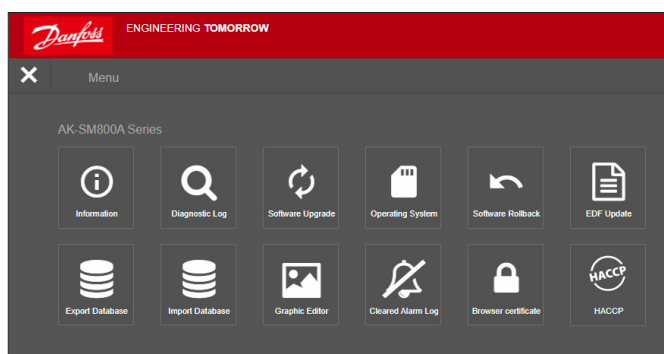 Danfoss
ENGINEERING TOMORROW
Menu
AK-SM800A Series
Information
Diagnostic Log
Software Upgrade
Operating System
Software Rollback
EDF Update
Export Database
Import Database
Graphic Editor
Cleared Alarm Log
Browser certificate
HACCP
HACCP